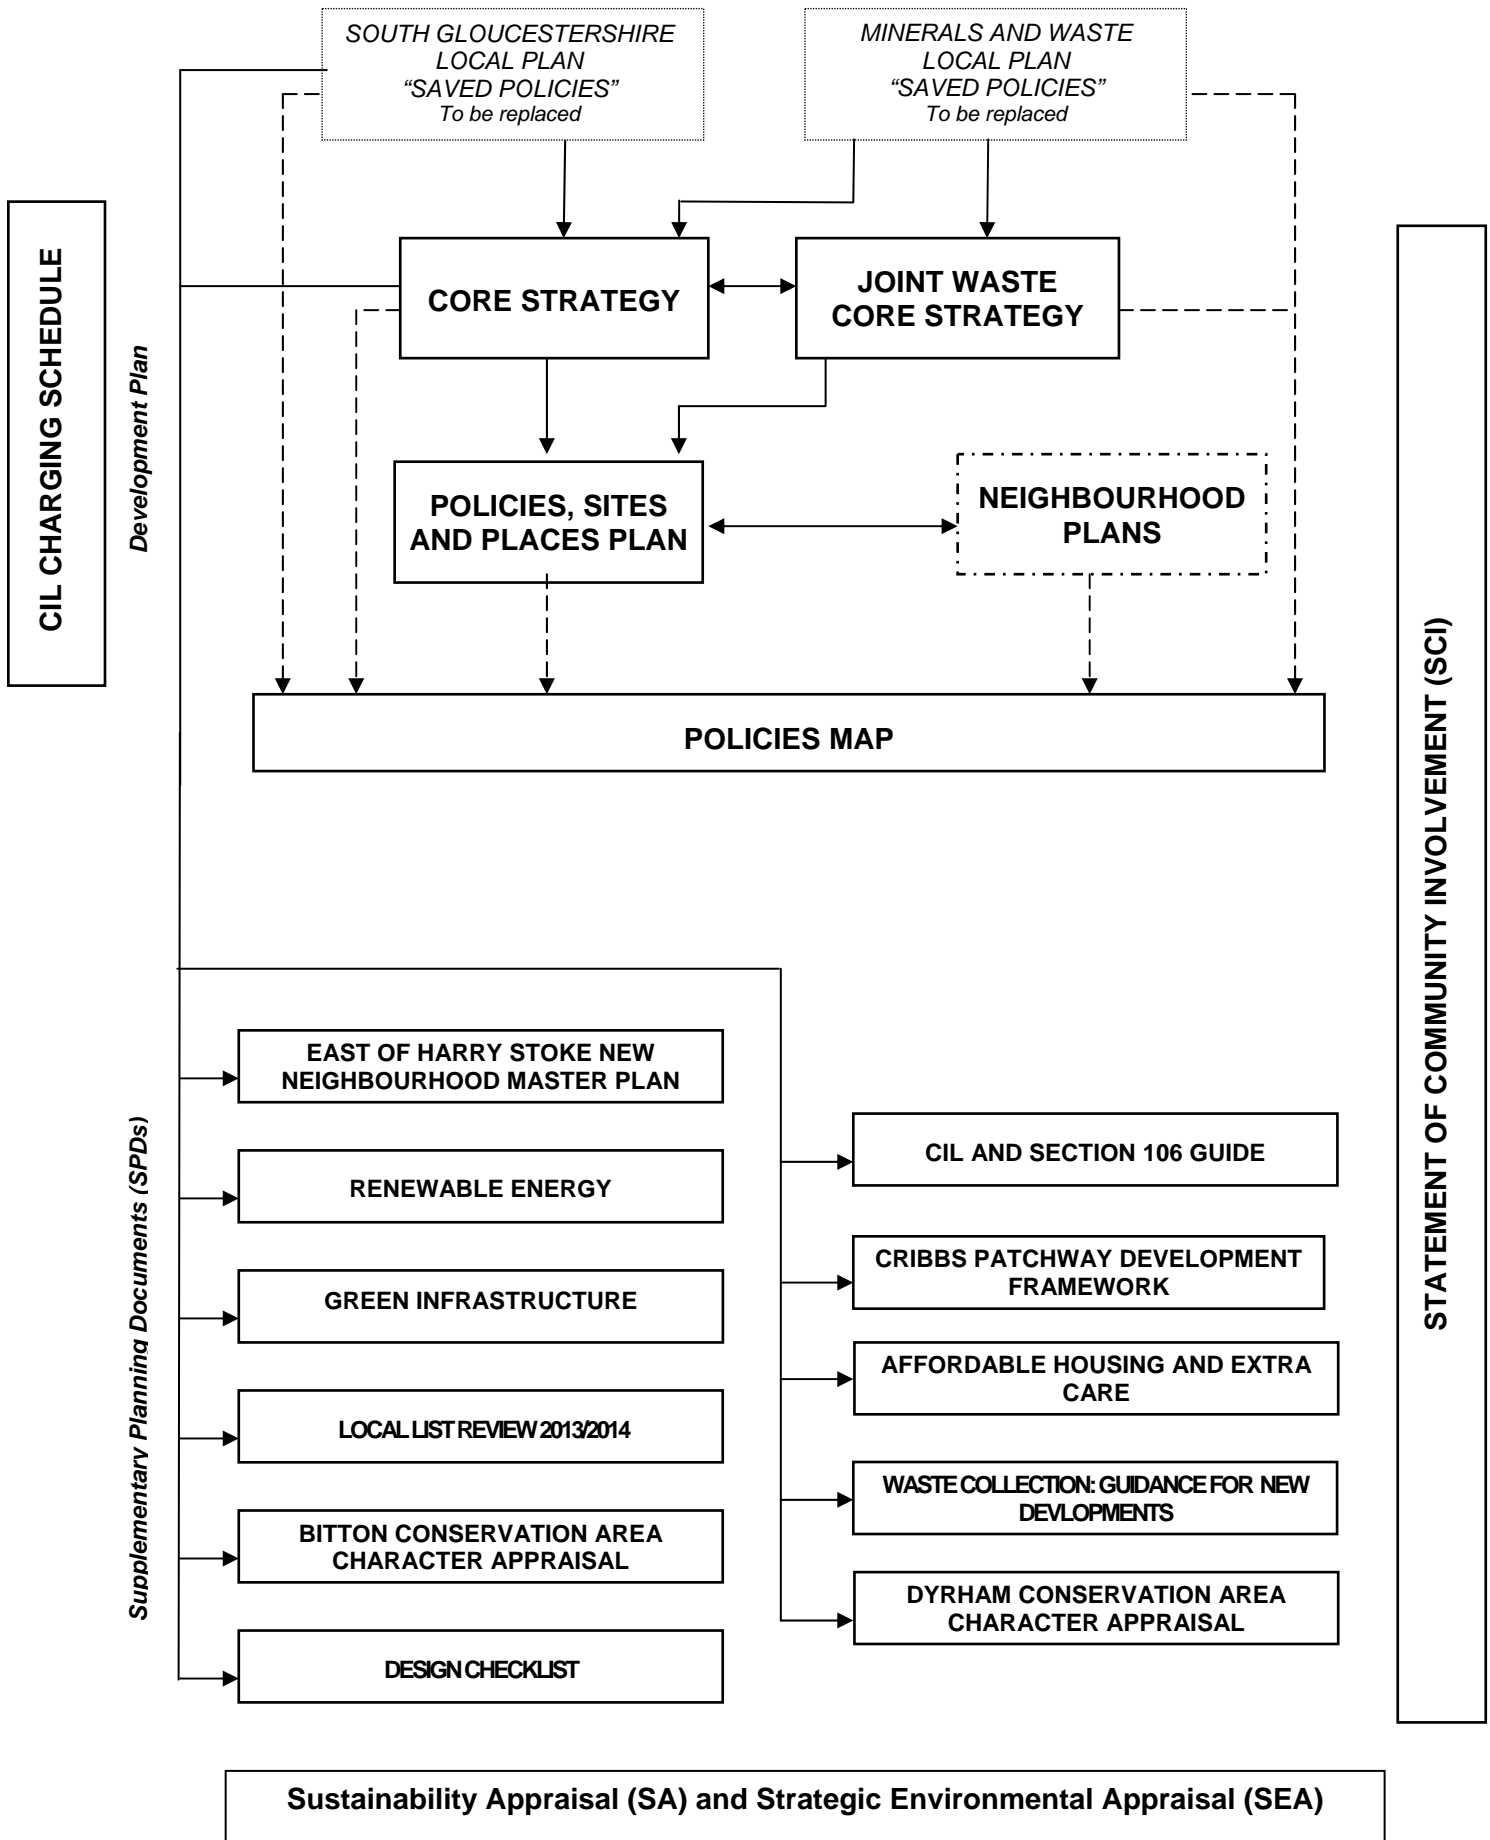 SOUTH GLOUCESTERSHIRE
LOCAL PLAN
“SAVED POLICIES”
To be replaced
MINERALS AND WASTE
LOCAL PLAN
“SAVED POLICIES”
To be replaced
CIL CHARGING SCHEDULE
Development Plan
CORE STRATEGY
JOINT WASTE
CORE STRATEGY
POLICIES, SITES
AND PLACES PLAN
NEIGHBOURHOOD
PLANS
POLICIES MAP
STATEMENT OF COMMUNITY INVOLVEMENT (SCI)
Supplementary Planning Documents (SPDs)
EAST OF HARRY STOKE NEW
NEIGHBOURHOOD MASTER PLAN
RENEWABLE ENERGY
GREEN INFRASTRUCTURE
LOCAL LIST REVIEW 2013/2014
BITTON CONSERVATION AREA
CHARACTER APPRAISAL
DESIGN CHECKLIST
CIL AND SECTION 106 GUIDE
CRIBBS PATCHWAY DEVELOPMENT
FRAMEWORK
AFFORDABLE HOUSING AND EXTRA
CARE
WASTE COLLECTION: GUIDANCE FOR NEW
DEVLOPMENTS
DYRHAM CONSERVATION AREA
CHARACTER APPRAISAL
Sustainability Appraisal (SA) and Strategic Environmental Appraisal (SEA)